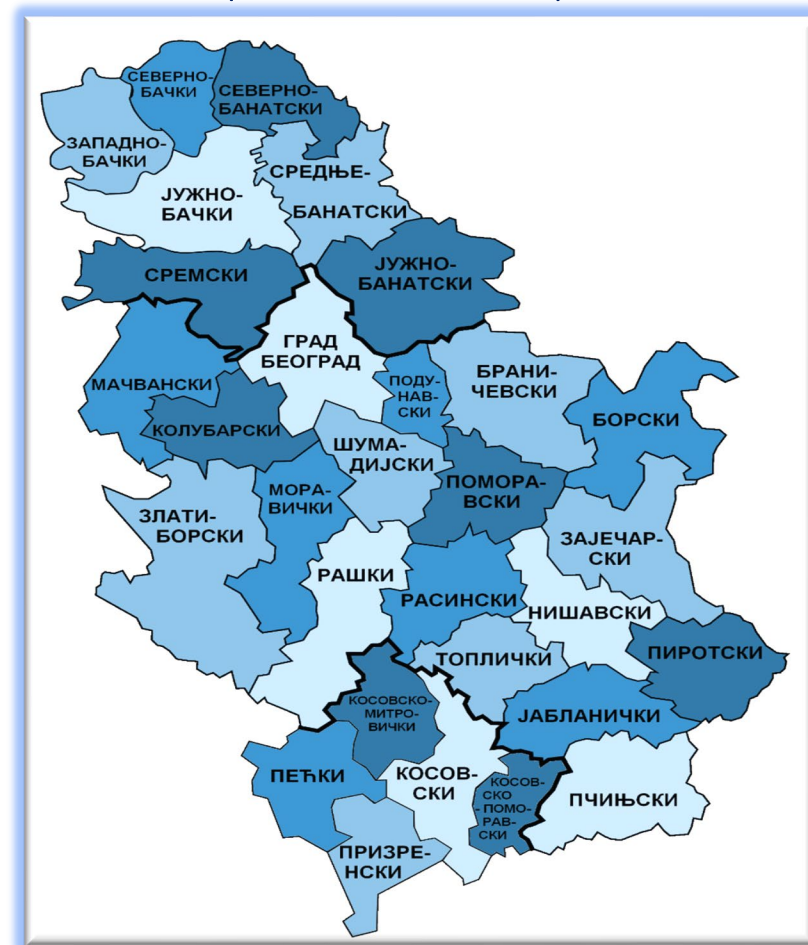 СЕВЕРНО-
БАЧКИ
СЕВЕРНО-
БАНАТСКИ
ЗАПАДНО-
БАЧКИ
ЈУЖНО-
БАЧКИ
СРЕДЊЕ-
БАНАТСКИ
СРЕМСКИ
ЈУЖНО-
БАНАТСКИ
ГРАД
БЕОГРАД
МАЧВАНСКИ
ПОДУ-
НАВ-
СКИ
БРАНИ-
ЧЕВСКИ
БОРСКИ
КОЛУБАРСКИ
ШУМА-
ДИЈСКИ
ПОМОРА-
ВСКИ
МОРА-
ВИЧКИ
ЗЛАТИ-
БОРСКИ
ЗАЈЕЧАР-
СКИ
РАШКИ
РАСИНСКИ
НИШАВСКИ
ТОПЛИЧКИ
ПИРОТСКИ
КОСОВСКО-
МИТРО-
ВИЧКИ
ЈАБЛАНИЧКИ
ПЕЋКИ
КОСОВ-
СКИ
КОСОВ-
СКО
- ПОМО-
РАВ-
СКИ
ПЧИЊСКИ
ПРИЗРЕ-
НСКИ